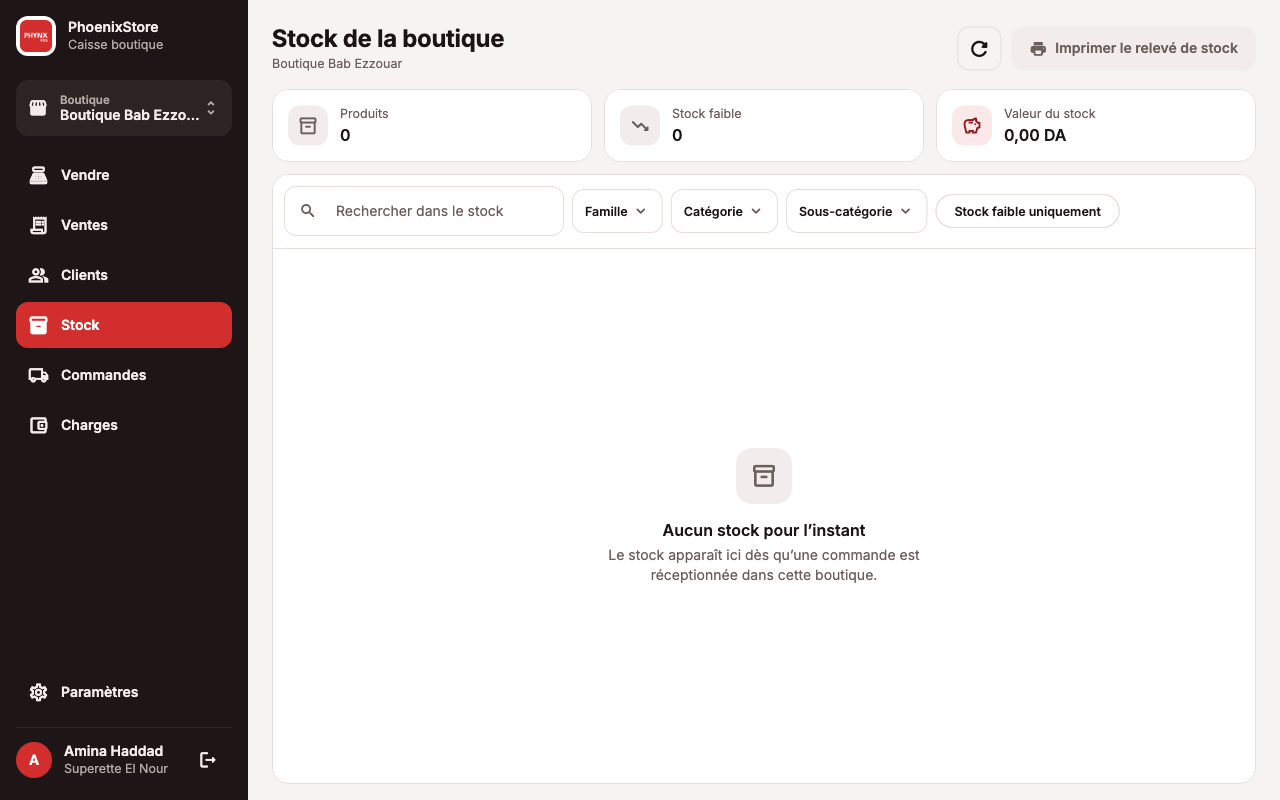 PHYNX
PhoenixStore
Caisse boutique
Boutique
Boutique Bab Ezzo...
Vendre
Ventes
Clients
Stock
Commandes
Charges
Paramètres
A
Amina Haddad
Superette El Nour
Stock de la boutique
Boutique Bab Ezzouar
Imprimer le relevé de stock
Produits
0
Stock faible
0
Valeur du stock
0,00 DA
Rechercher dans le stock
Famille
Catégorie
Sous-catégorie
Stock faible uniquement
Aucun stock pour l’instant
Le stock apparaît ici dès qu’une commande est
réceptionnée dans cette boutique.